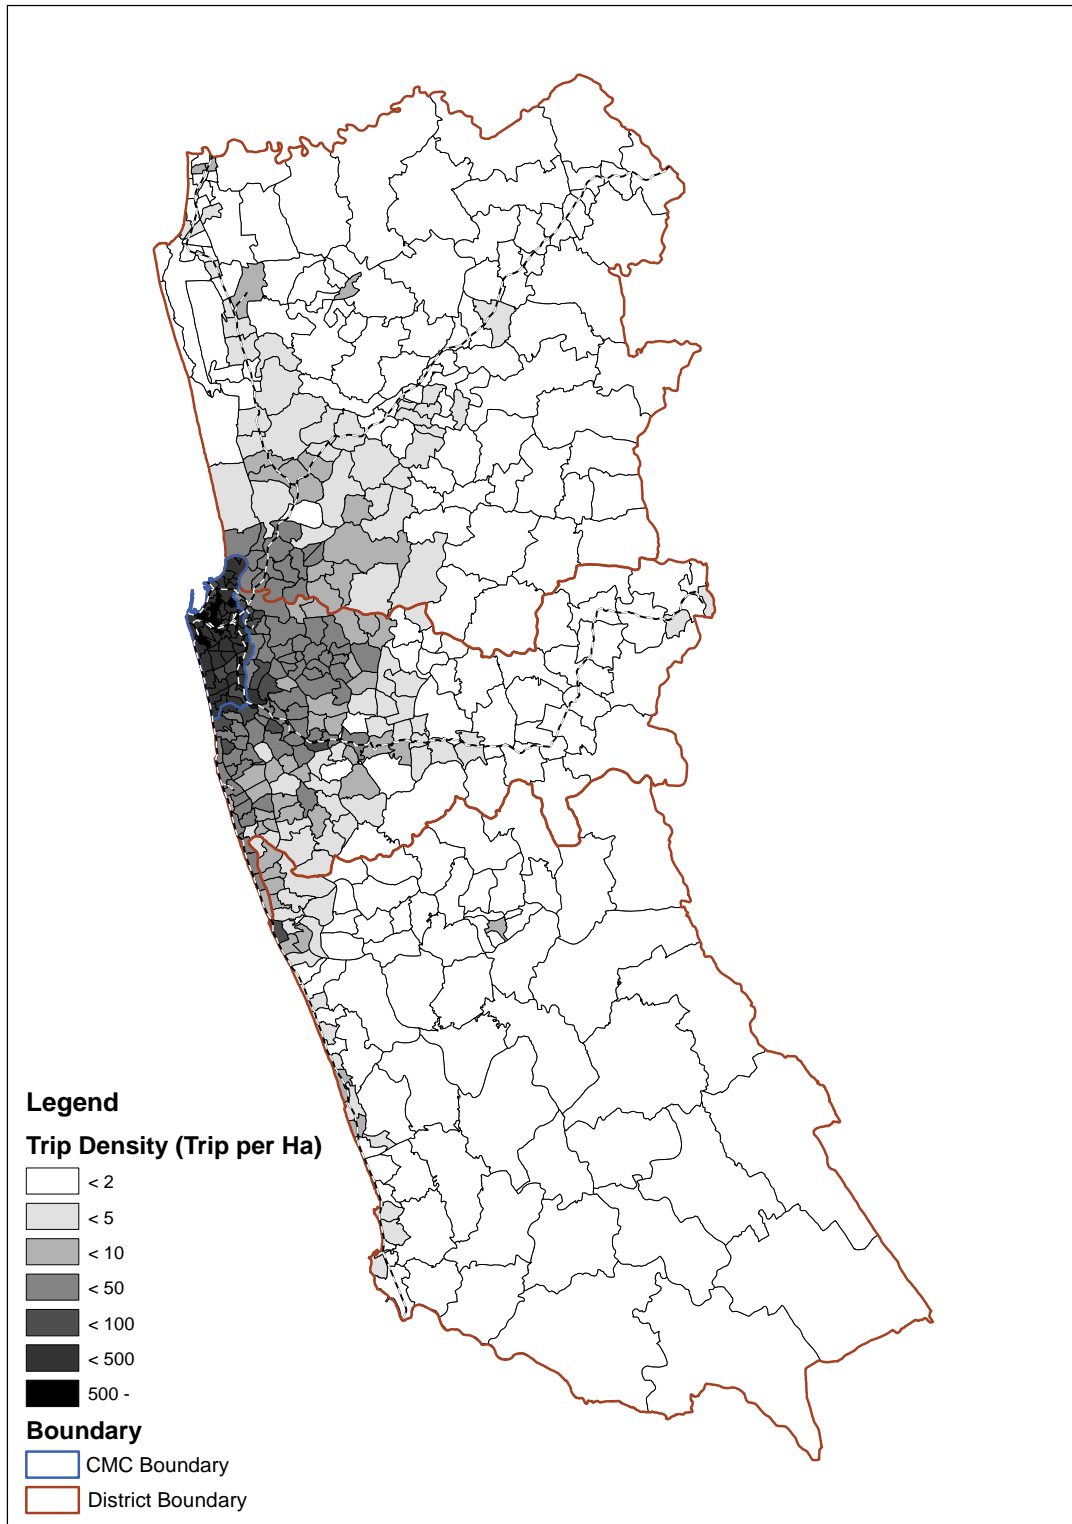 Legend
Trip Density (Trip per Ha)
< 2
< 5
< 10
< 50
< 100
< 500
500 -
Boundary
CMC Boundary
District Boundary